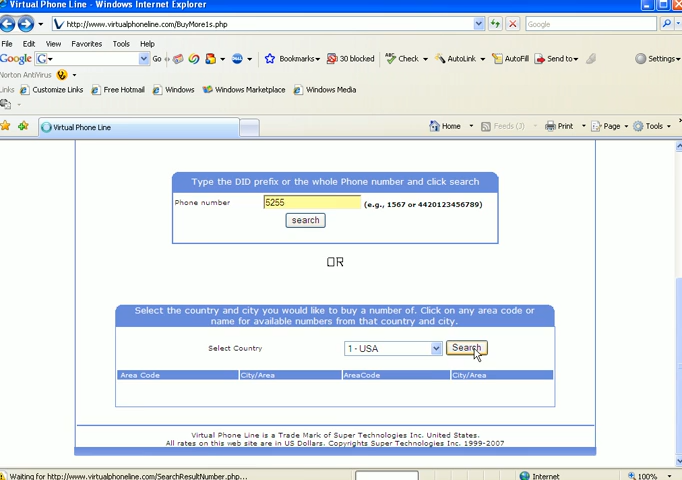 Virtual Phone Line - Windows Internet Explorer
http://www.virtualphoneline.com/BuyMore1s.php
Google
File Edit View Favorites Tools Help
Google G Go Bookmarks 30 blocked Check AutoLink AutoFill Send to Settings
Norton AntiVirus
Links Customize Links Free Hotmail Windows Windows Marketplace Windows Media
Virtual Phone Line Home Feeds (J) Print Page Tools
Type the DID prefix or the whole Phone number and click search
Phone number 5255 (e.g., 1567 or 4420123456789)
search
OR
Select the country and city you would like to buy a number of. Click on any area code or
name for available numbers from that country and city.
Select Country 1 - USA Search
Area Code City/Area AreaCode City/Area
Virtual Phone Line is a Trade Mark of Super Technologies Inc. United States.
All rates on this web site are in US Dollars. Copyrights Super Technologies Inc. 1999-2007
Waiting for http://www.virtualphoneline.com/SearchResultNumber.php... Internet 100%